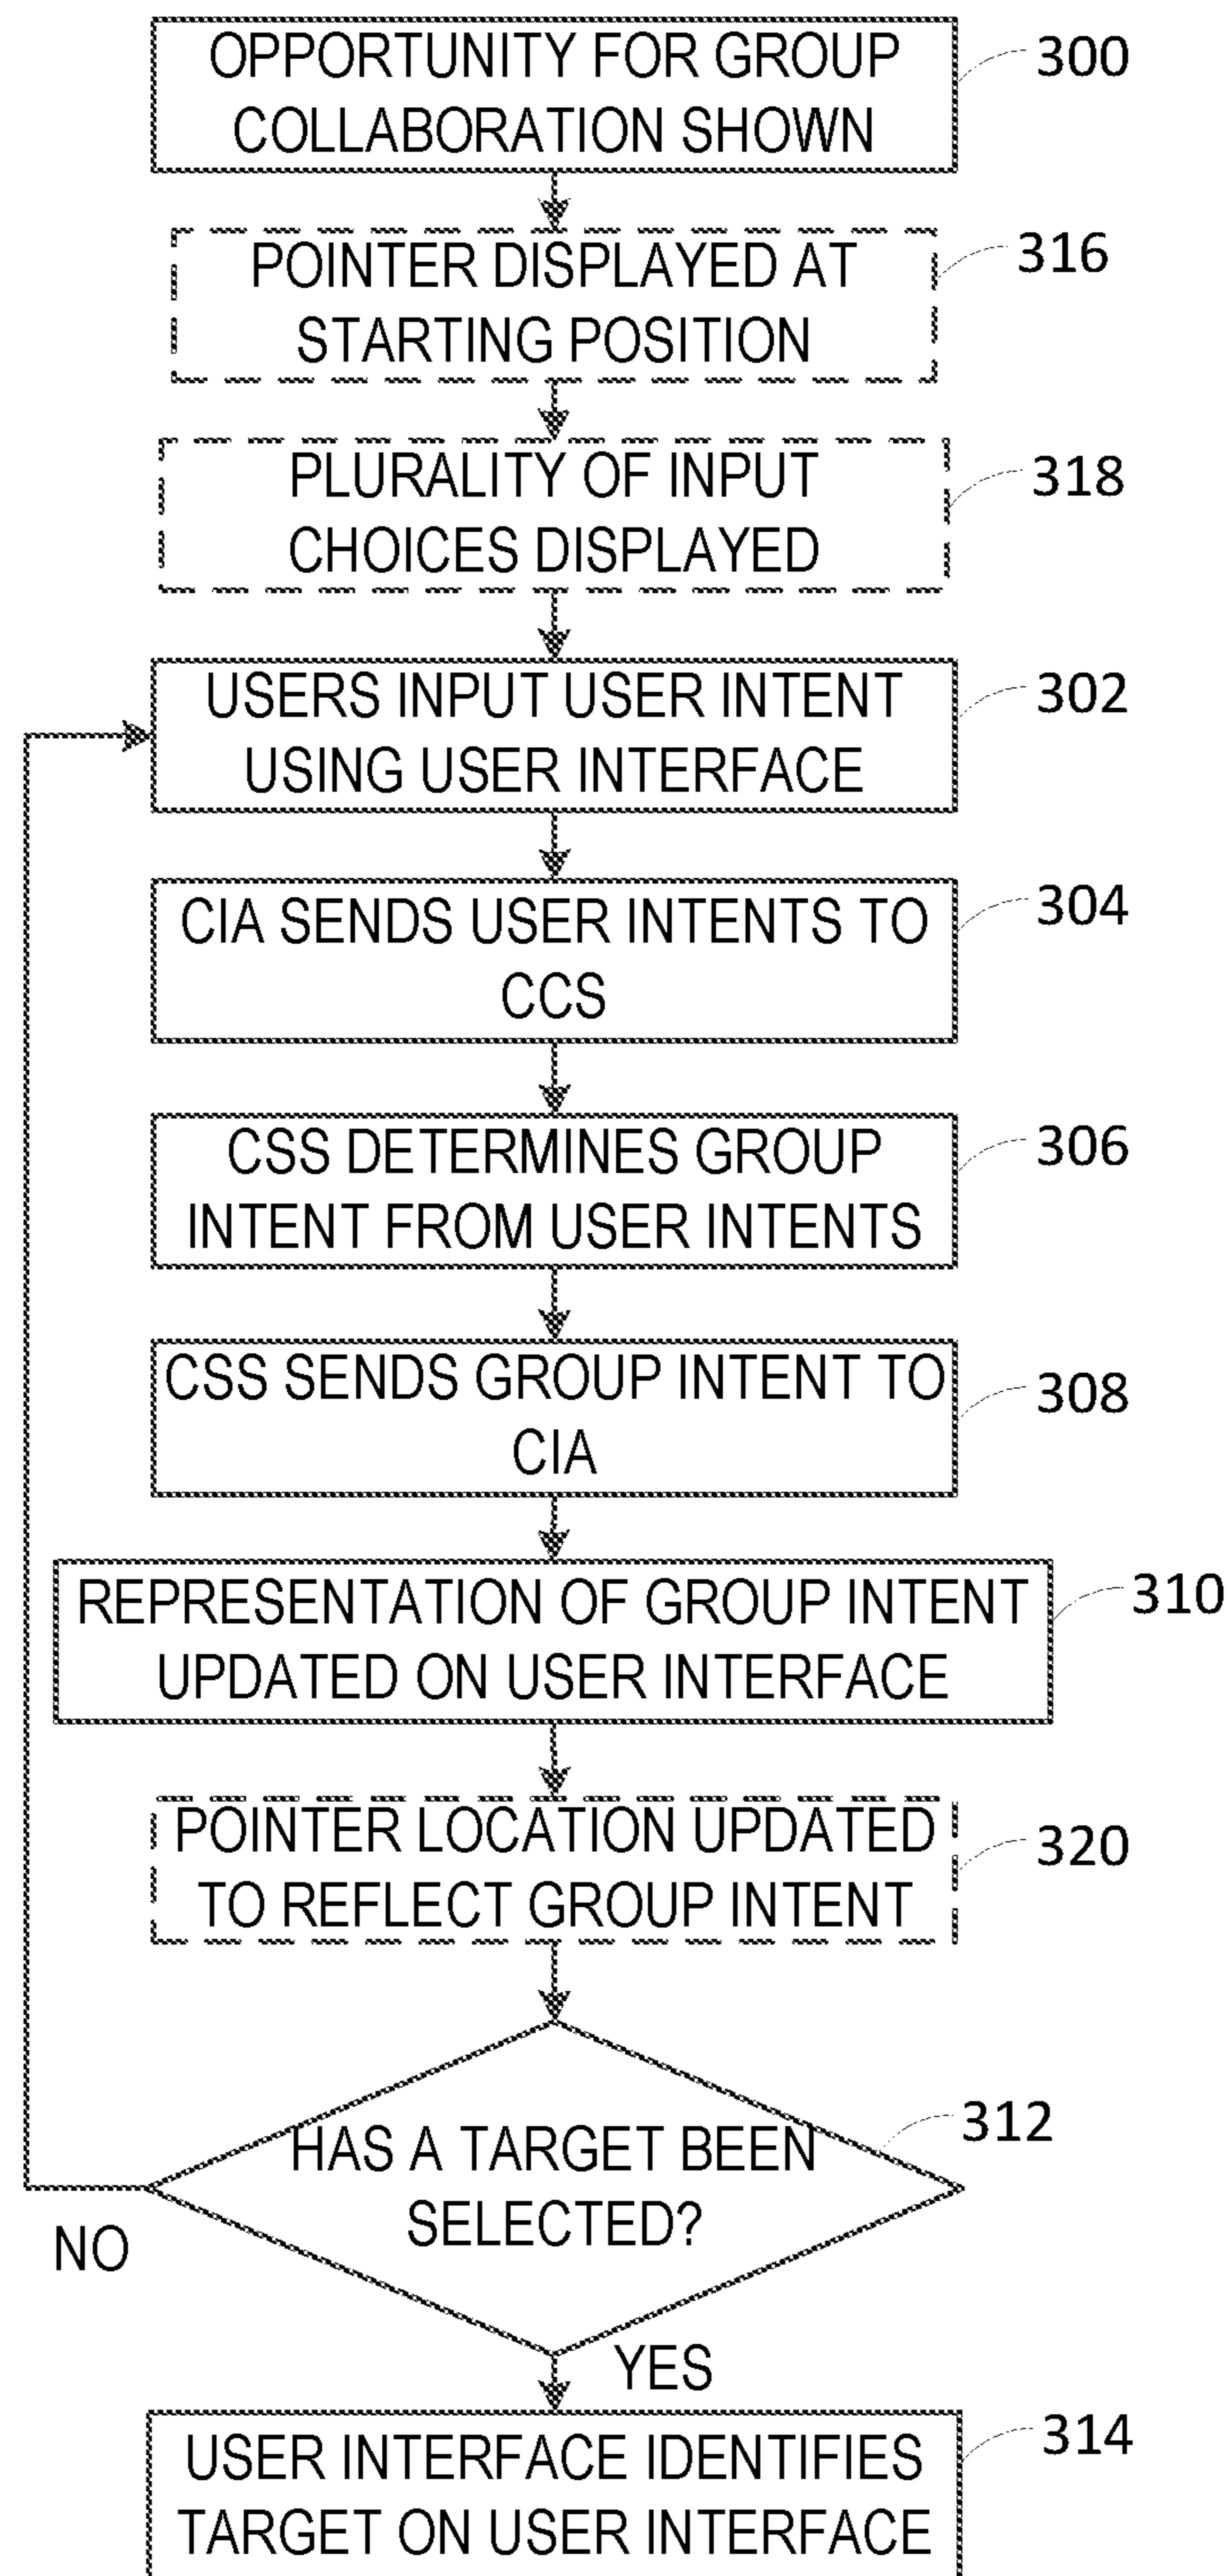 OPPORTUNITY FOR GROUP
COLLABORATION SHOWN
300
POINTER DISPLAYED AT
STARTING POSITION
316
PLURALITY OF INPUT
CHOICES DISPLAYED
318
USERS INPUT USER INTENT
USING USER INTERFACE
302
CIA SENDS USER INTENTS TO
CCS
304
CSS DETERMINES GROUP
INTENT FROM USER INTENTS
306
CSS SENDS GROUP INTENT TO
CIA
308
REPRESENTATION OF GROUP INTENT
UPDATED ON USER INTERFACE
310
POINTER LOCATION UPDATED
TO REFLECT GROUP INTENT
320
HAS A TARGET BEEN
SELECTED?
312
NO
YES
USER INTERFACE IDENTIFIES
TARGET ON USER INTERFACE
314